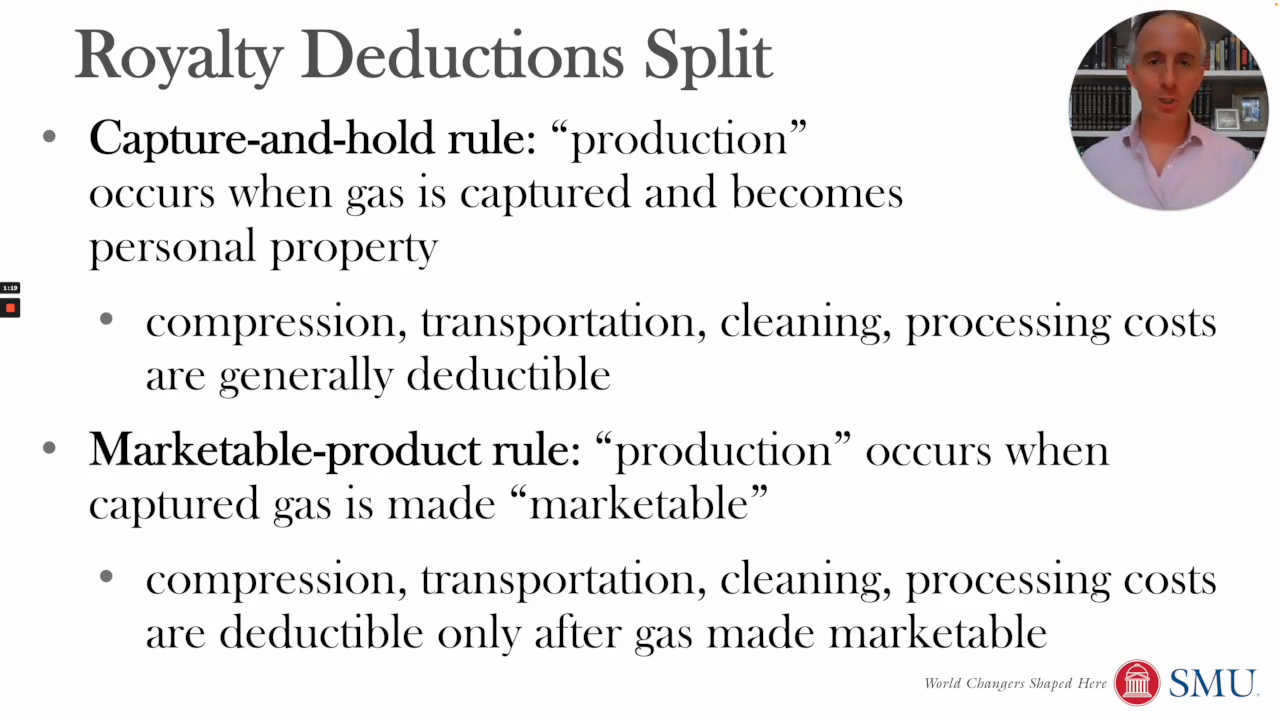 Royalty Deductions Split
• Capture-and-hold rule: “production”
occurs when gas is captured and becomes
personal property
• compression, transportation, cleaning, processing costs
are generally deductible
• Marketable-product rule: “production” occurs when
captured gas is made “marketable”
• compression, transportation, cleaning, processing costs
are deductible only after gas made marketable
1:19
World Changers Shaped Here
SMU.